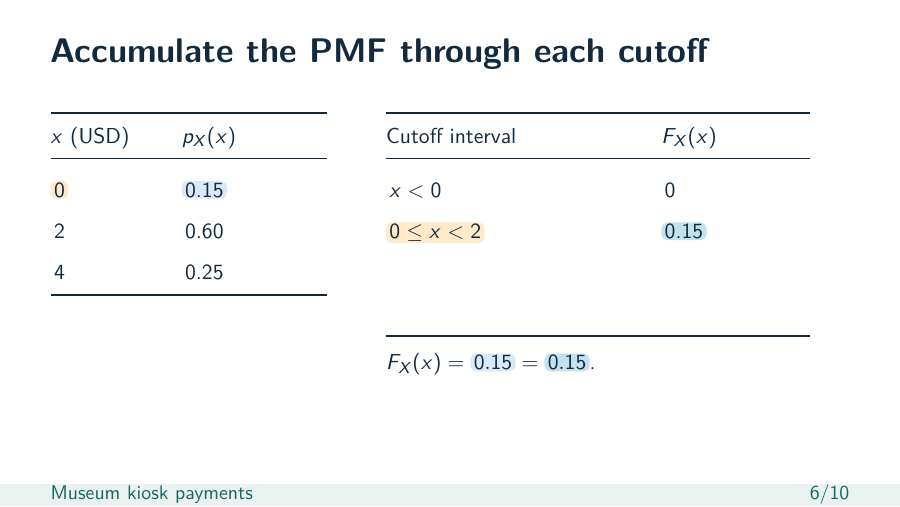 Accumulate the PMF through each cutoff
x (USD) p_X(x)
0 0.15
2 0.60
4 0.25
Cutoff interval F_X(x)
x < 0 0
0 ≤ x < 2 0.15
F_X(x) = 0.15 = 0.15.
Museum kiosk payments 6/10